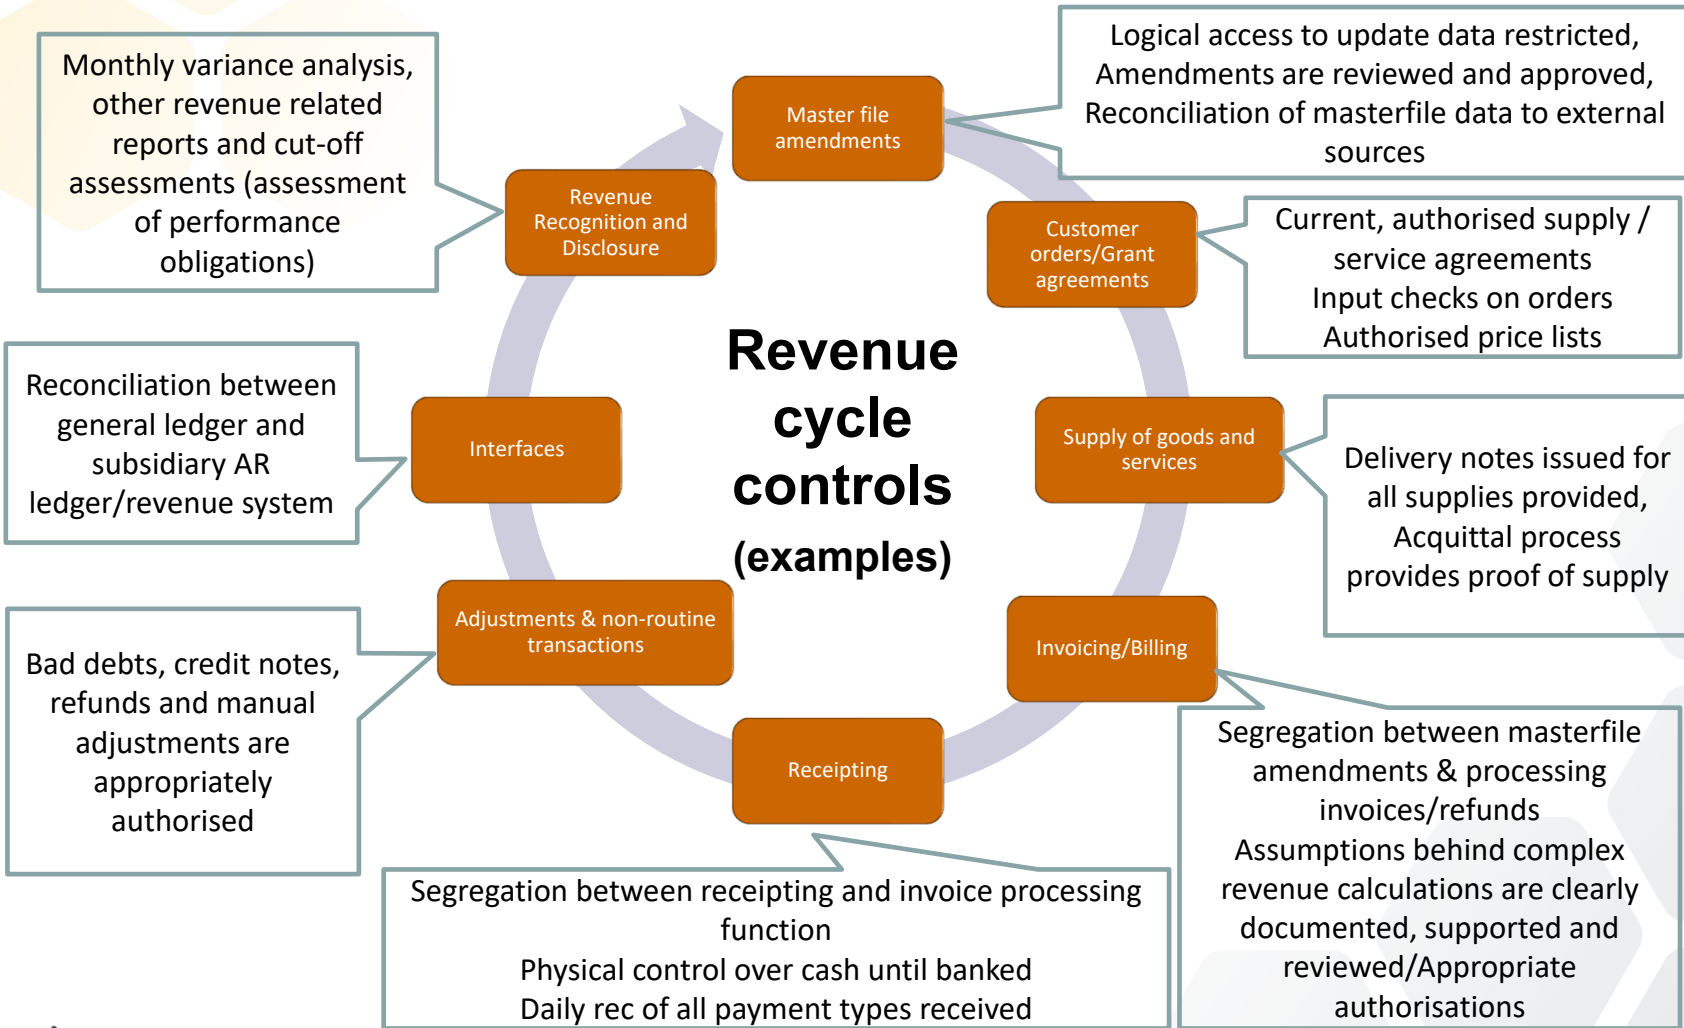 Revenue
cycle
controls
(examples)
Master file
amendments
Logical access to update data restricted,
Amendments are reviewed and approved,
Reconciliation of masterfile data to external
sources
Customer
orders/Grant
agreements
Current, authorised supply /
service agreements
Input checks on orders
Authorised price lists
Supply of goods and
services
Delivery notes issued for
all supplies provided,
Acquittal process
provides proof of supply
Invoicing/Billing
Segregation between masterfile
amendments & processing
invoices/refunds
Assumptions behind complex
revenue calculations are clearly
documented, supported and
reviewed/Appropriate
authorisations
Receipting
Segregation between receipting and invoice processing
function
Physical control over cash until banked
Daily rec of all payment types received
Adjustments & non-routine
transactions
Bad debts, credit notes,
refunds and manual
adjustments are
appropriately
authorised
Interfaces
Reconciliation between
general ledger and
subsidiary AR
ledger/revenue system
Revenue
Recognition and
Disclosure
Monthly variance analysis,
other revenue related
reports and cut-off
assessments (assessment
of performance
obligations)